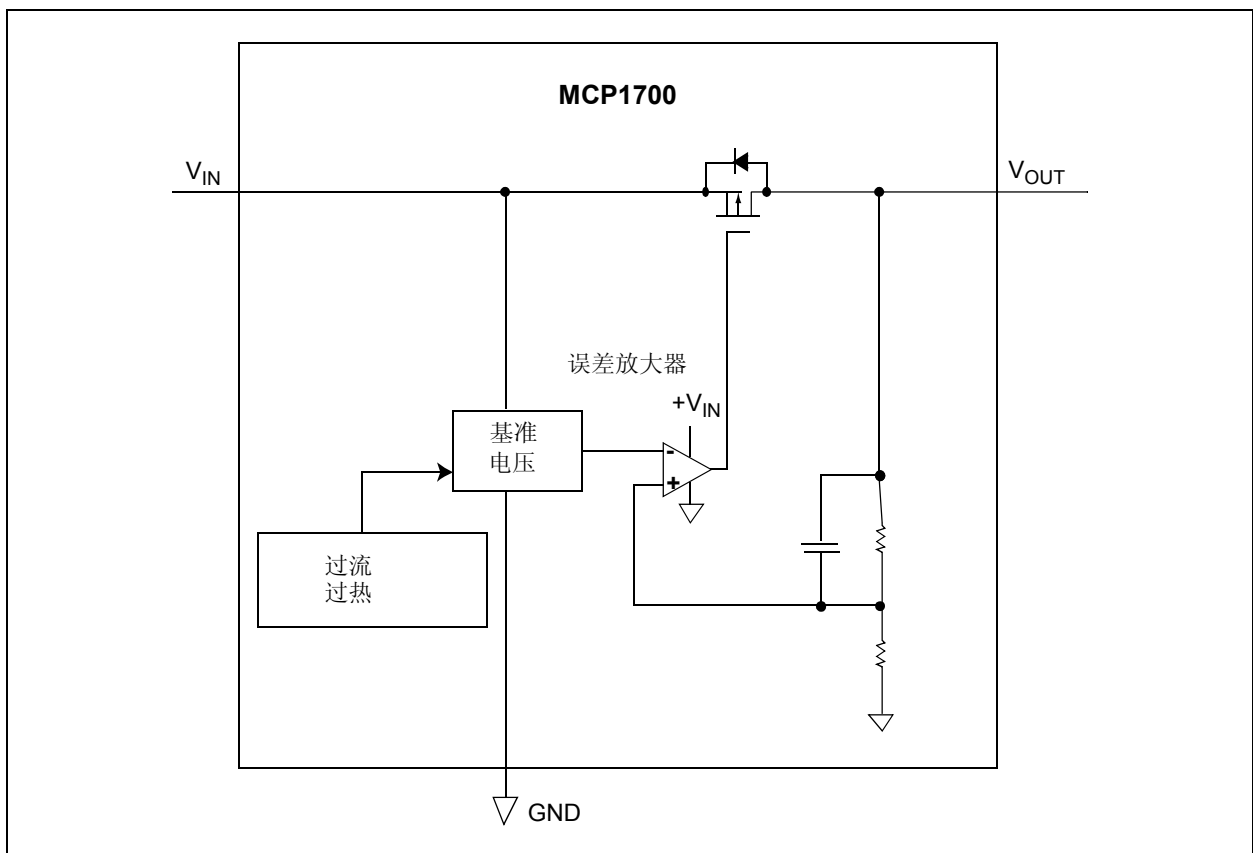 MCP1700
V_IN
V_OUT
误差放大器
+V_IN
基准
电压
-
+
过流
过热
GND